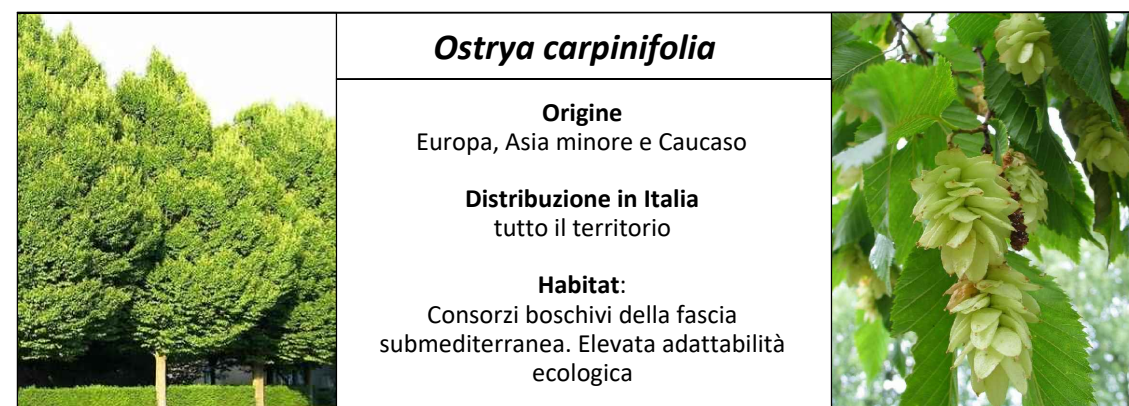 Ostrya carpinifolia
Origine
Europa, Asia minore e Caucaso
Distribuzione in Italia
tutto il territorio
Habitat:
Consorzi boschivi della fascia
submediterranea. Elevata adattabilità
ecologica